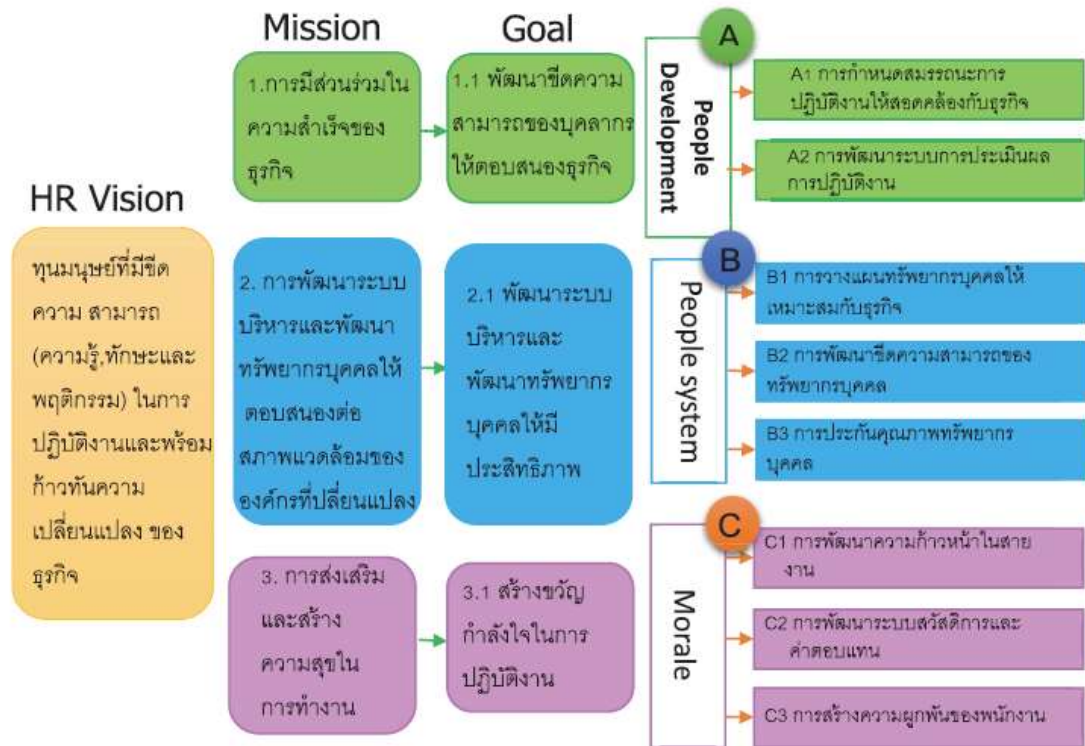 Mission
Goal
HR Vision
ทุนมนุษย์ที่มีขีด
ความ สามารถ
(ความรู้,ทักษะและ
พฤติกรรม) ในการ
ปฏิบัติงานและพร้อม
ก้าวทันความ
เปลี่ยนแปลง ของ
ธุรกิจ
1.การมีส่วนร่วมใน
ความสำเร็จของ
ธุรกิจ
1.1 พัฒนาขีดความ
สามารถของบุคลากร
ให้ตอบสนองธุรกิจ
A
People
Development
A1 การกำหนดสมรรถนะการ
ปฏิบัติงานให้สอดคล้องกับธุรกิจ
A2 การพัฒนาระบบการประเมินผล
การปฏิบัติงาน
2. การพัฒนาระบบ
บริหารและพัฒนา
ทรัพยากรบุคคลให้
ตอบสนองต่อ
สภาพแวดล้อมของ
องค์กรที่เปลี่ยนแปลง
2.1 พัฒนาระบบ
บริหารและ
พัฒนาทรัพยากร
บุคคลให้มี
ประสิทธิภาพ
B
People system
B1 การวางแผนทรัพยากรบุคคลให้
เหมาะสมกับธุรกิจ
B2 การพัฒนาขีดความสามารถของ
ทรัพยากรบุคคล
B3 การประกันคุณภาพทรัพยากร
บุคคล
3. การส่งเสริม
และสร้าง
ความสุขใน
การทำงาน
3.1 สร้างขวัญ
กำลังใจในการ
ปฏิบัติงาน
C
Morale
C1 การพัฒนาความก้าวหน้าในสาย
งาน
C2 การพัฒนาระบบสวัสดิการและ
ค่าตอบแทน
C3 การสร้างความผูกพันของพนักงาน